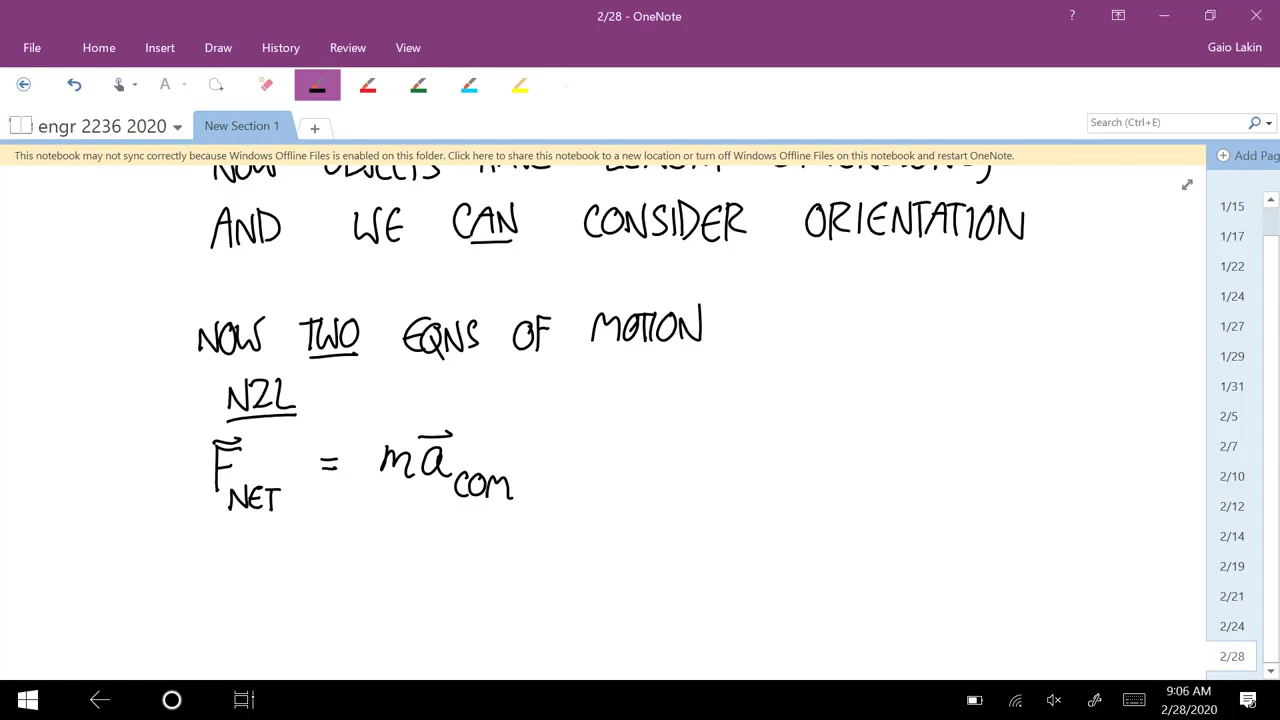 2/28 - OneNote
?
File Home Insert Draw History Review View
Gaio Lakin
A
engr 2236 2020
New Section 1
+
Search (Ctrl+E)
This notebook may not sync correctly because Windows Offline Files is enabled on this folder. Click here to share this notebook to a new location or turn off Windows Offline Files on this notebook and restart OneNote.
Add Pag
NOW OBJECTS HAVE
AND WE CAN CONSIDER ORIENTATION
NOW TWO EQNS OF MOTION
N2L
F⃗NET = ma⃗COM
1/15
1/17
1/22
1/24
1/27
1/29
1/31
2/5
2/7
2/10
2/12
2/14
2/19
2/21
2/24
2/28
9:06 AM
2/28/2020